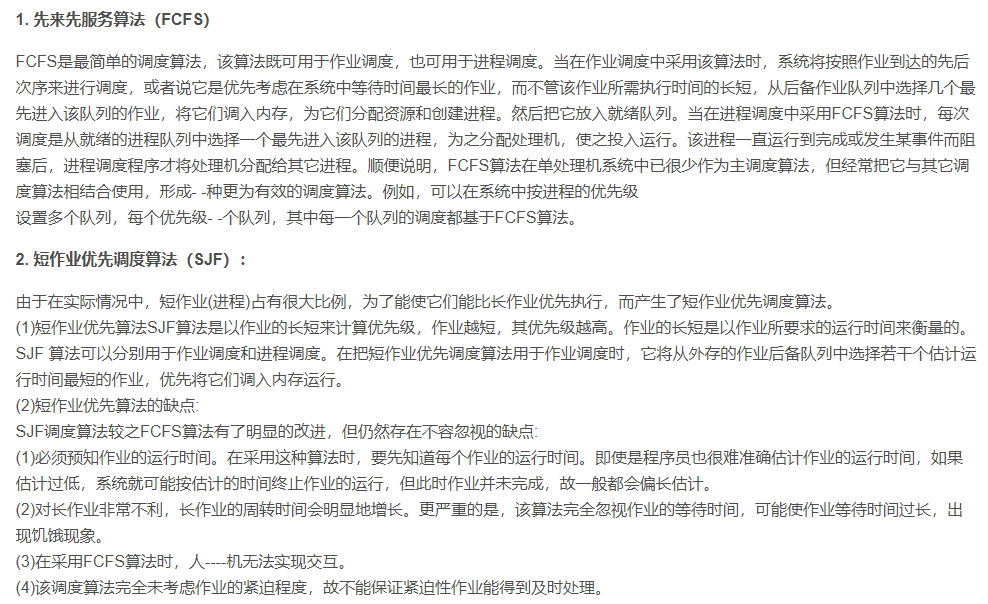 1. 先来先服务算法（FCFS）
FCFS是最简单的调度算法，该算法既可用于作业调度，也可用于进程调度。当在作业调度中采用该算法时，系统将按照作业到达的先后
次序来进行调度，或者说它是优先考虑在系统中等待时间最长的作业，而不管该作业所需执行时间的长短，从后备作业队列中选择几个最
先进入该队列的作业，将它们调入内存，为它们分配资源和创建进程。然后把它放入就绪队列。当在进程调度中采用FCFS算法时，每次
调度是从就绪的进程队列中选择一个最先进入该队列的进程，为之分配处理机，使之投入运行。该进程一直运行到完成或发生某事件而阻
塞后，进程调度程序才将处理机分配给其它进程。顺便说明，FCFS算法在单处理机系统中已很少作为主调度算法，但经常把它与其它调
度算法相结合使用，形成- -种更为有效的调度算法。例如，可以在系统中按进程的优先级
设置多个队列，每个优先级- -个队列，其中每一个队列的调度都基于FCFS算法。
2. 短作业优先调度算法（SJF）：
由于在实际情况中，短作业(进程)占有很大比例，为了能使它们能比长作业优先执行，而产生了短作业优先调度算法。
(1)短作业优先算法SJF算法是以作业的长短来计算优先级，作业越短，其优先级越高。作业的长短是以作业所要求的运行时间来衡量的。
SJF 算法可以分别用于作业调度和进程调度。在把短作业优先调度算法用于作业调度时，它将从外存的作业后备队列中选择若干个估计运
行时间最短的作业，优先将它们调入内存运行。
(2)短作业优先算法的缺点:
SJF调度算法较之FCFS算法有了明显的改进，但仍然存在不容忽视的缺点:
(1)必须预知作业的运行时间。在采用这种算法时，要先知道每个作业的运行时间。即使是程序员也很难准确估计作业的运行时间，如果
估计过低，系统就可能按估计的时间终止作业的运行，但此时作业并未完成，故一般都会偏长估计。
(2)对长作业非常不利，长作业的周转时间会明显地增长。更严重的是，该算法完全忽视作业的等待时间，可能使作业等待时间过长，出
现饥饿现象。
(3)在采用FCFS算法时，人----机无法实现交互。
(4)该调度算法完全未考虑作业的紧迫程度，故不能保证紧迫性作业能得到及时处理。